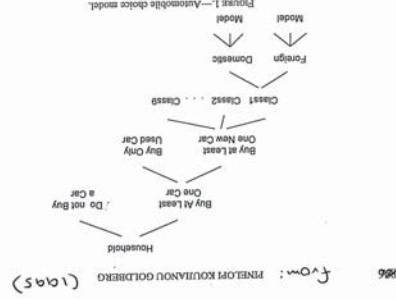 From: PINELOPI KOUJIANOU GOLDBERG (1995)
Household
Buy At Least Do not Buy
One Car a Car
Buy at Least Buy Only
One New Car Used Car
Class1 Class2 . . . Class9
Foreign Domestic
Model Model
FIGURE 1.—Automobile choice model.